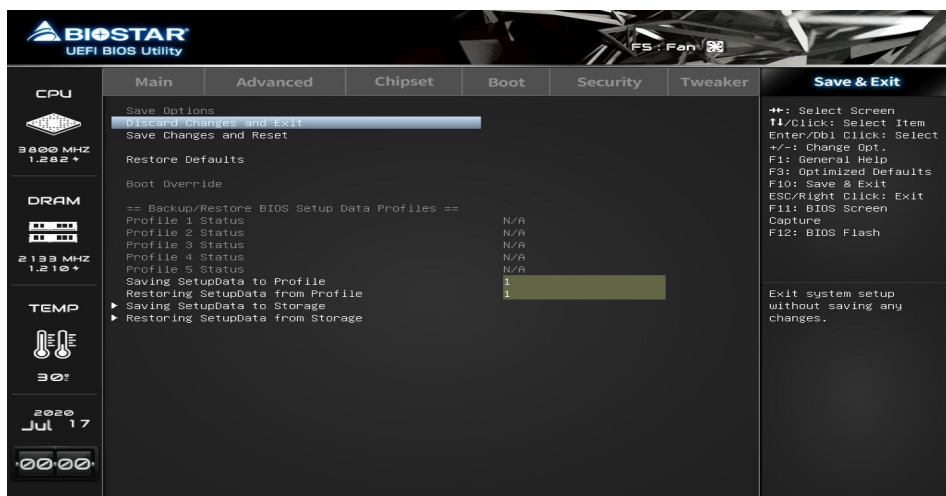 BIOSTAR
UEFI BIOS Utility
F5 : Fan
Main Advanced Chipset Boot Security Tweaker Save & Exit
CPU
3800 MHZ
1.282
DRAM
2133 MHZ
1.210
TEMP
30°
2020
Jul 17
00:00
Save Options
Discard Changes and Exit
Save Changes and Reset
Restore Defaults
Boot Override
== Backup/Restore BIOS Setup Data Profiles ==
Profile 1 Status N/A
Profile 2 Status N/A
Profile 3 Status N/A
Profile 4 Status N/A
Profile 5 Status N/A
Saving SetupData to Profile 1
Restoring SetupData from Profile 1
▶ Saving SetupData to Storage
▶ Restoring SetupData from Storage
→←: Select Screen
↑↓/Click: Select Item
Enter/Dbl Click: Select
+/-: Change Opt.
F1: General Help
F3: Optimized Defaults
F10: Save & Exit
ESC/Right Click: Exit
F11: BIOS Screen
Capture
F12: BIOS Flash
Exit system setup
without saving any
changes.